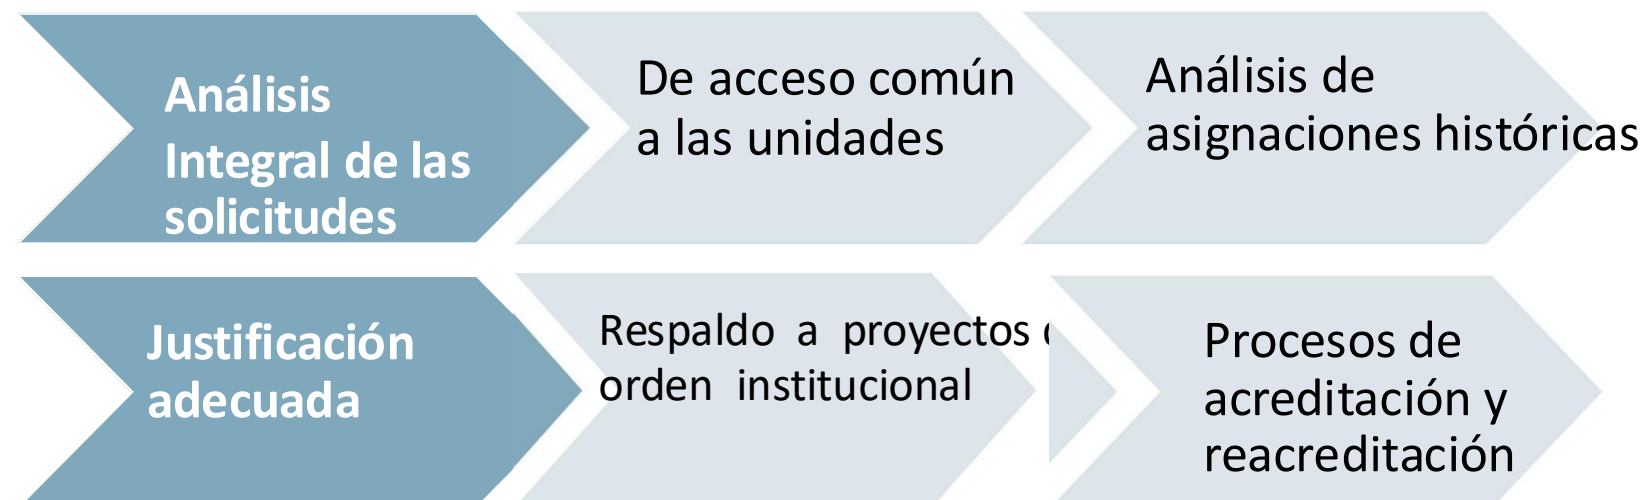 Análisis
Integral de las
solicitudes
De acceso común
a las unidades
Análisis de
asignaciones históricas
Justificación
adecuada
Respaldo a proyectos
orden institucional
Procesos de
acreditación y
reacreditación